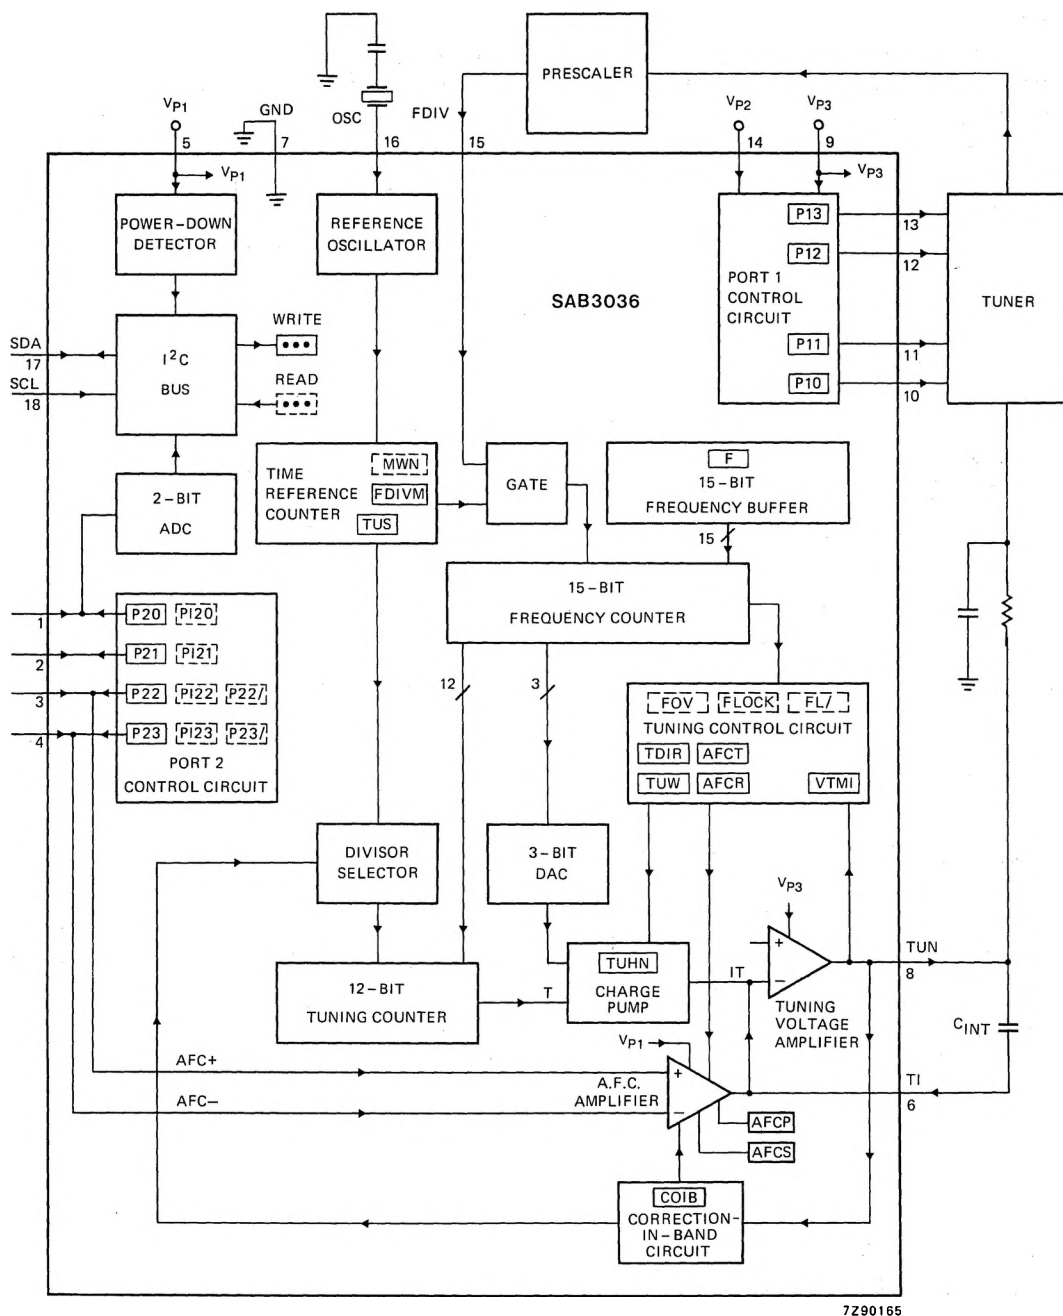 PRESCALER
OSC
FDIV
VP1
GND
VP2
VP3
5
7
16
15
14
9
VP1
VP3
POWER-DOWN
DETECTOR
REFERENCE
OSCILLATOR
SAB3036
P13
P12
PORT 1
CONTROL
CIRCUIT
P11
P10
13
12
11
10
TUNER
SDA
17
SCL
18
I2C
BUS
WRITE
•••
READ
•••
2-BIT
ADC
TIME
REFERENCE
COUNTER
MWN
FDIVM
TUS
GATE
F
15-BIT
FREQUENCY BUFFER
15
15-BIT
FREQUENCY COUNTER
1
2
3
4
P20 PI20
P21 PI21
P22 PI22 P22/
P23 PI23 P23/
PORT 2
CONTROL CIRCUIT
12
3
FOV FLOCK FL/
TUNING CONTROL CIRCUIT
TDIR AFCT
TUW AFCR VTMI
DIVISOR
SELECTOR
3-BIT
DAC
VP3
+
−
TUN
8
12-BIT
TUNING COUNTER
T
TUHN
CHARGE
PUMP
IT
TUNING
VOLTAGE
AMPLIFIER
CINT
VP1
AFC+
AFC−
A.F.C.
AMPLIFIER
+
−
TI
6
AFCP
AFCS
COIB
CORRECTION-
IN-BAND
CIRCUIT
7Z90165